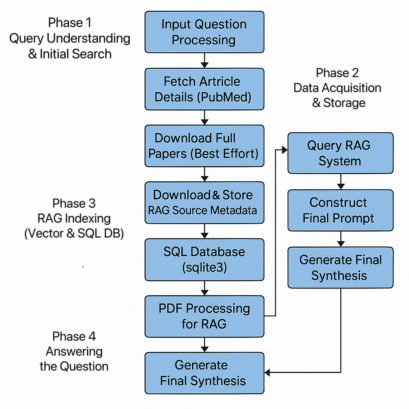 Phase 1
Query Understanding
& Initial Search
Input Question
Processing
Fetch Artricle
Details (PubMed)
Phase 2
Data Acquisition
& Storage
Download Full
Papers (Best Effort)
Query RAG
System
Phase 3
RAG Indexing
(Vector & SQL DB)
Download & Store
RAG Source Metadata
Construct
Final Prompt
SQL Database
(sqlite3)
Generate Final
Synthesis
PDF Processing
for RAG
Phase 4
Answering
the Question
Generate
Final Synthesis